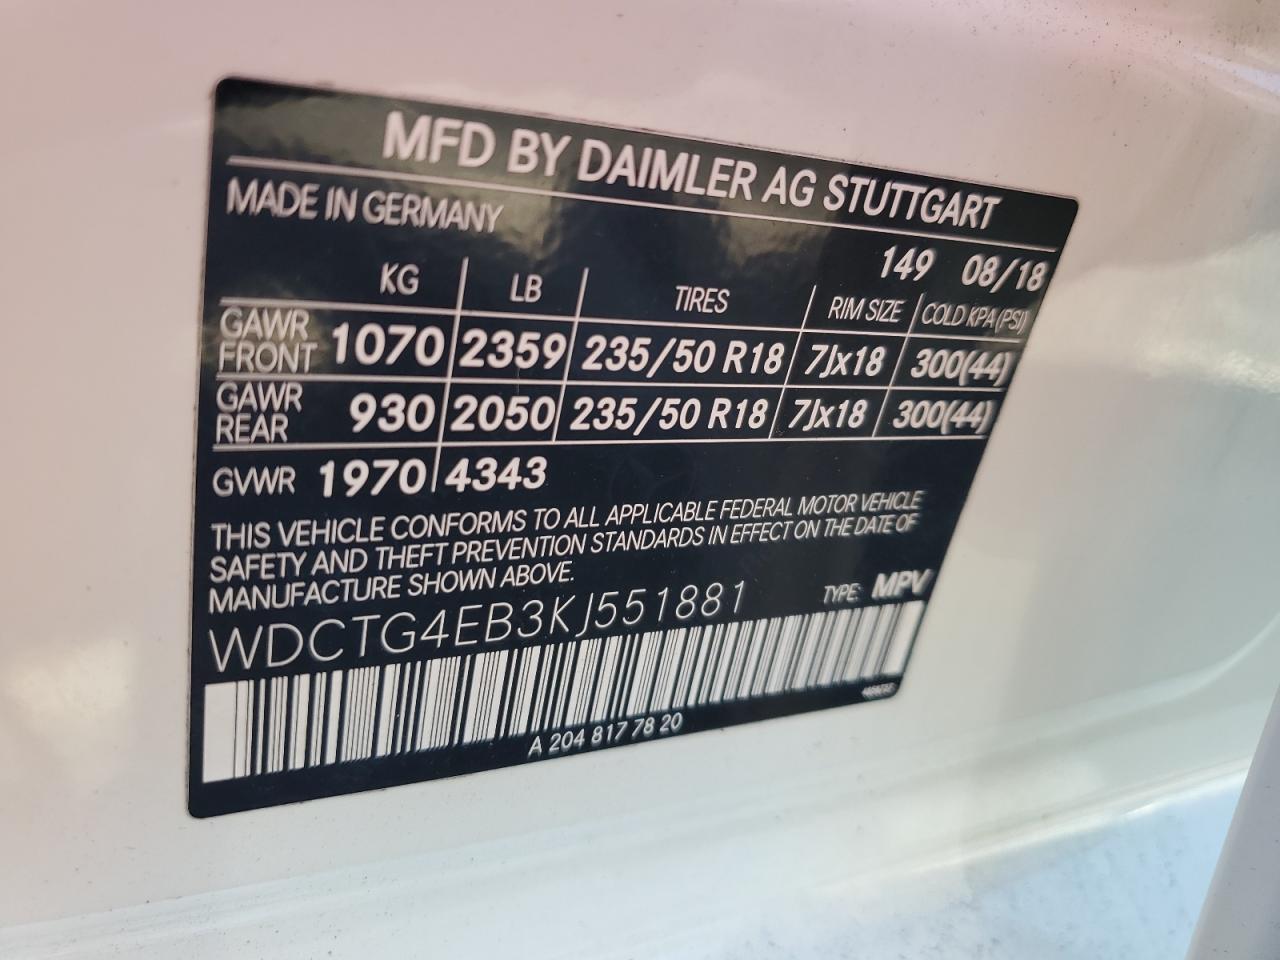 MFD BY DAIMLER AG STUTTGART
MADE IN GERMANY
149 08/18
KG LB TIRES RIM SIZE COLD KPA (PSI)
GAWR FRONT 1070 2359 235/50 R18 7Jx18 300(44)
GAWR REAR 930 2050 235/50 R18 7Jx18 300(44)
GVWR 1970 4343
THIS VEHICLE CONFORMS TO ALL APPLICABLE FEDERAL MOTOR VEHICLE
SAFETY AND THEFT PREVENTION STANDARDS IN EFFECT ON THE DATE OF
MANUFACTURE SHOWN ABOVE.
WDCTG4EB3KJ551881 TYPE: MPV
A 204 817 78 20